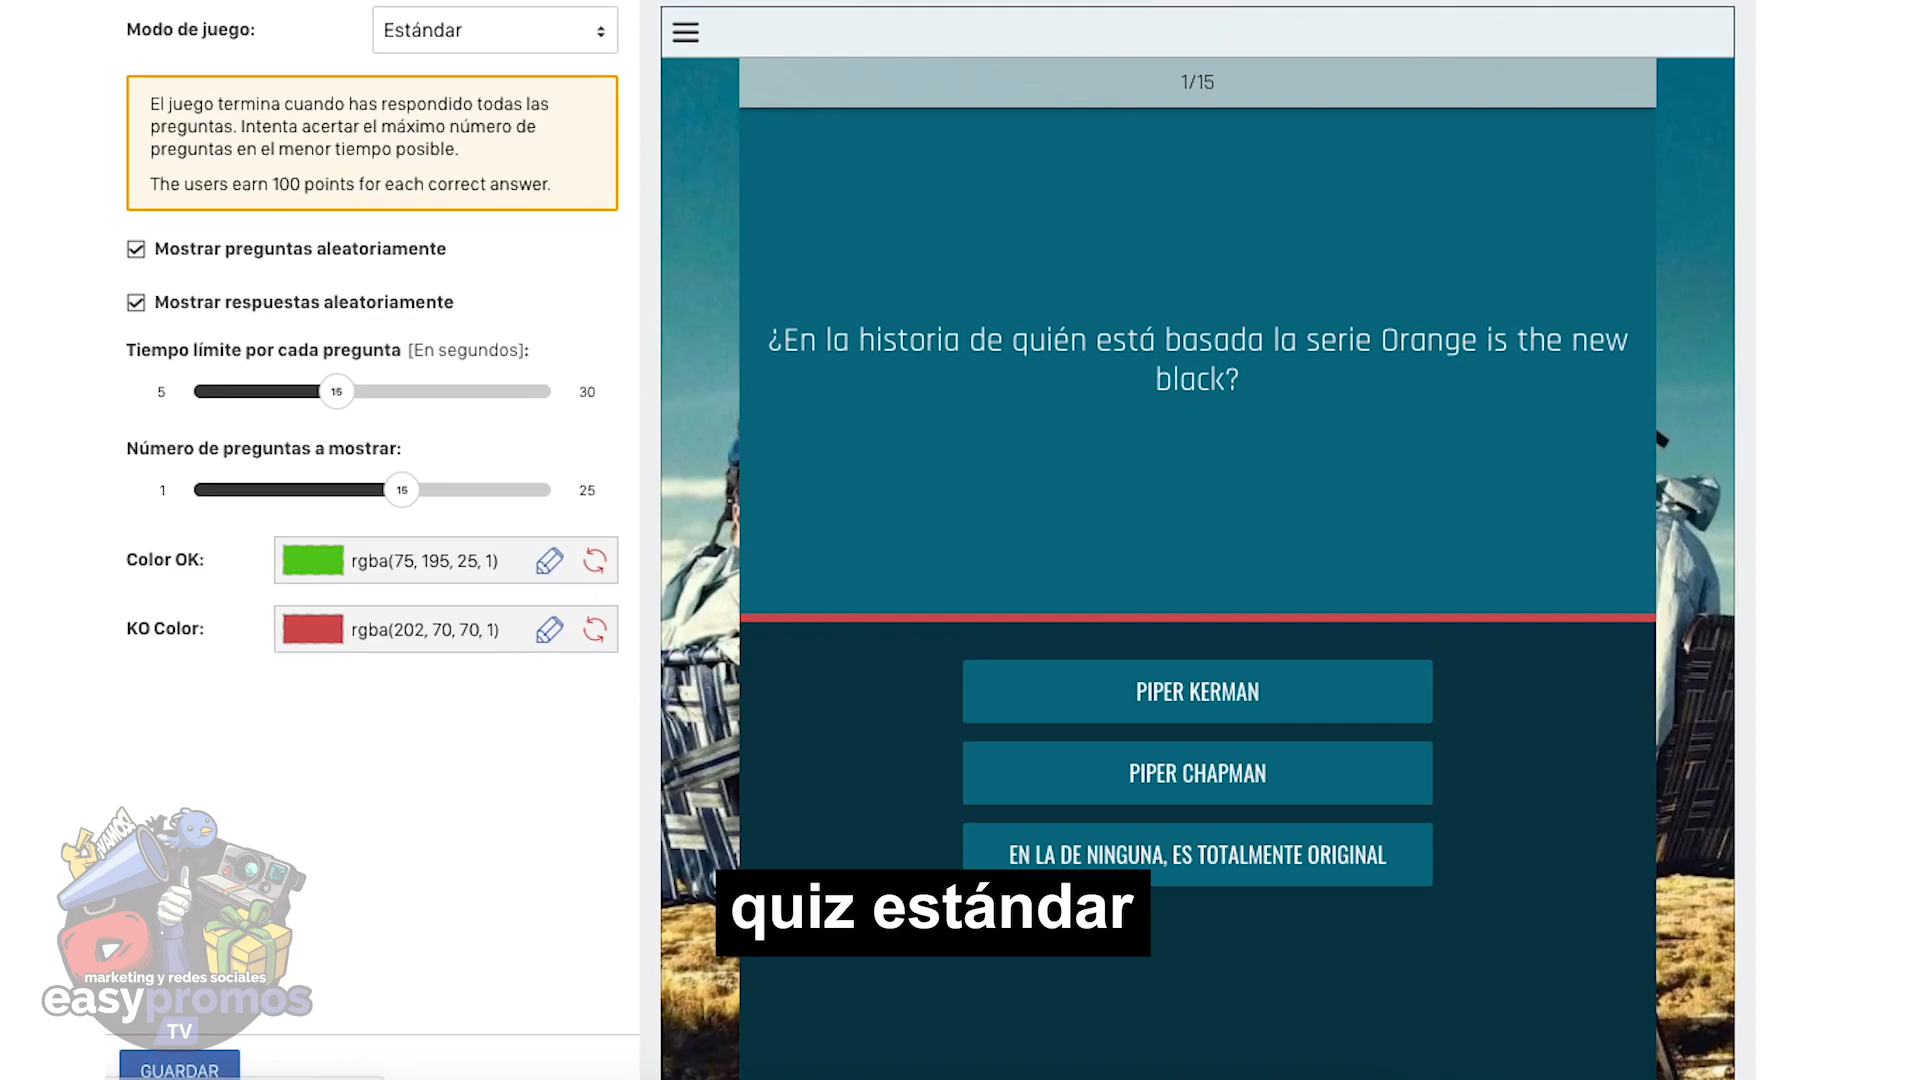 Modo de juego:
Estándar
El juego termina cuando has respondido todas las
preguntas. Intenta acertar el máximo número de
preguntas en el menor tiempo posible.
The users earn 100 points for each correct answer.
Mostrar preguntas aleatoriamente
Mostrar respuestas aleatoriamente
Tiempo límite por cada pregunta [En segundos]:
5 15 30
Número de preguntas a mostrar:
1 15 25
Color OK: rgba(75, 195, 25, 1)
KO Color: rgba(202, 70, 70, 1)
¡VAMOS!
marketing y redes sociales
easypromos
TV
GUARDAR
1/15
¿En la historia de quién está basada la serie Orange is the new
black?
PIPER KERMAN
PIPER CHAPMAN
EN LA DE NINGUNA, ES TOTALMENTE ORIGINAL
quiz estándar